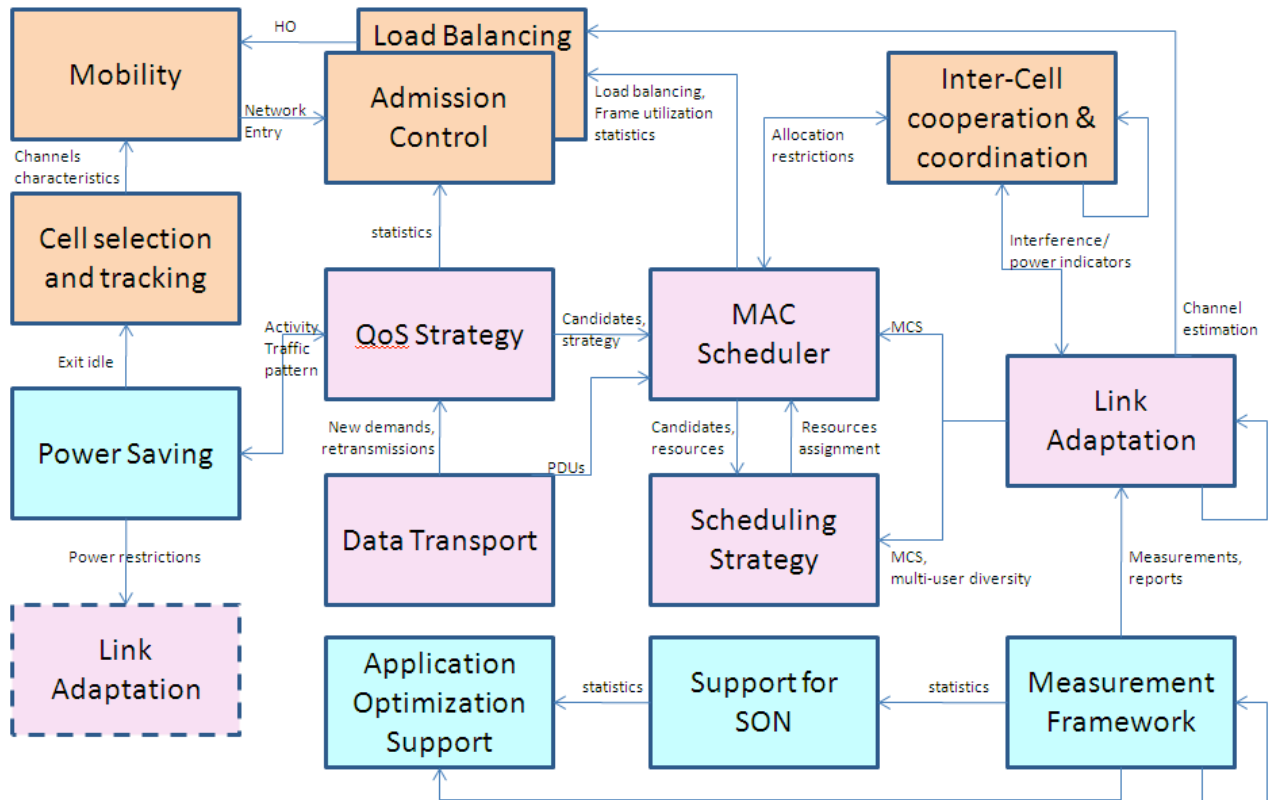 HO
Load Balancing
Mobility
Admission
Control
Network
Entry
Load balancing,
Frame utilization
statistics
Inter-Cell
cooperation &
coordination
Allocation
restrictions
Channels
characteristics
Cell selection
and tracking
statistics
Interference/
power indicators
QoS Strategy
Activity
Traffic
pattern
Candidates,
strategy
MAC
Scheduler
MCS
Channel
estimation
Exit idle
Power Saving
New demands,
retransmissions
PDUs
Candidates,
resources
Resources
assignment
Link
Adaptation
Data Transport
Scheduling
Strategy
MCS,
multi-user diversity
Measurements,
reports
Power restrictions
Link
Adaptation
Application
Optimization
Support
statistics
Support for
SON
statistics
Measurement
Framework